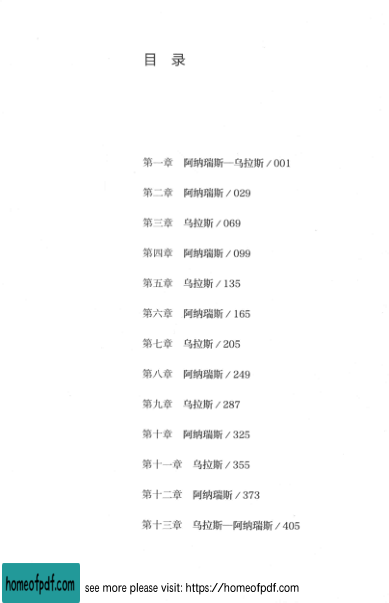 目 录
第一章 阿纳瑞斯—乌拉斯 / 001
第二章 阿纳瑞斯 / 029
第三章 乌拉斯 / 069
第四章 阿纳瑞斯 / 099
第五章 乌拉斯 / 135
第六章 阿纳瑞斯 / 165
第七章 乌拉斯 / 205
第八章 阿纳瑞斯 / 249
第九章 乌拉斯 / 287
第十章 阿纳瑞斯 / 325
第十一章 乌拉斯 / 355
第十二章 阿纳瑞斯 / 373
第十三章 乌拉斯—阿纳瑞斯 / 405
homeofpdf.com see more please visit: https://homeofpdf.com